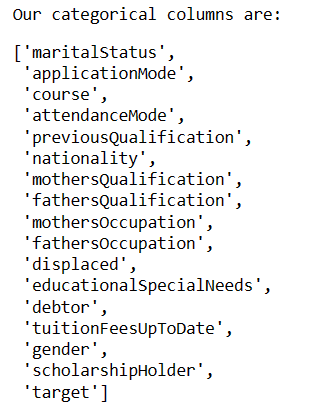 Our categorical columns are:
['maritalStatus',
'applicationMode',
'course',
'attendanceMode',
'previousQualification',
'nationality',
'mothersQualification',
'fathersQualification',
'mothersOccupation',
'fathersOccupation',
'displaced',
'educationalSpecialNeeds',
'debtor',
'tuitionFeesUpToDate',
'gender',
'scholarshipHolder',
'target']